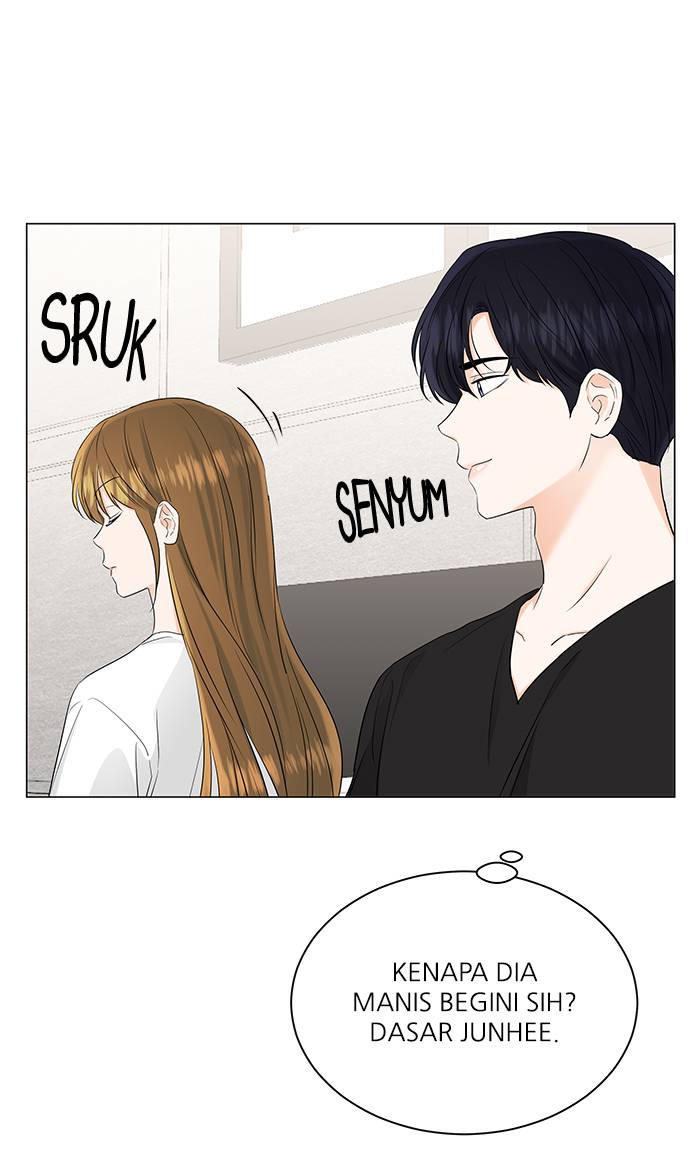 SRUK
SENYUM
KENAPA DIA
MANIS BEGINI SIH?
DASAR JUNHEE.